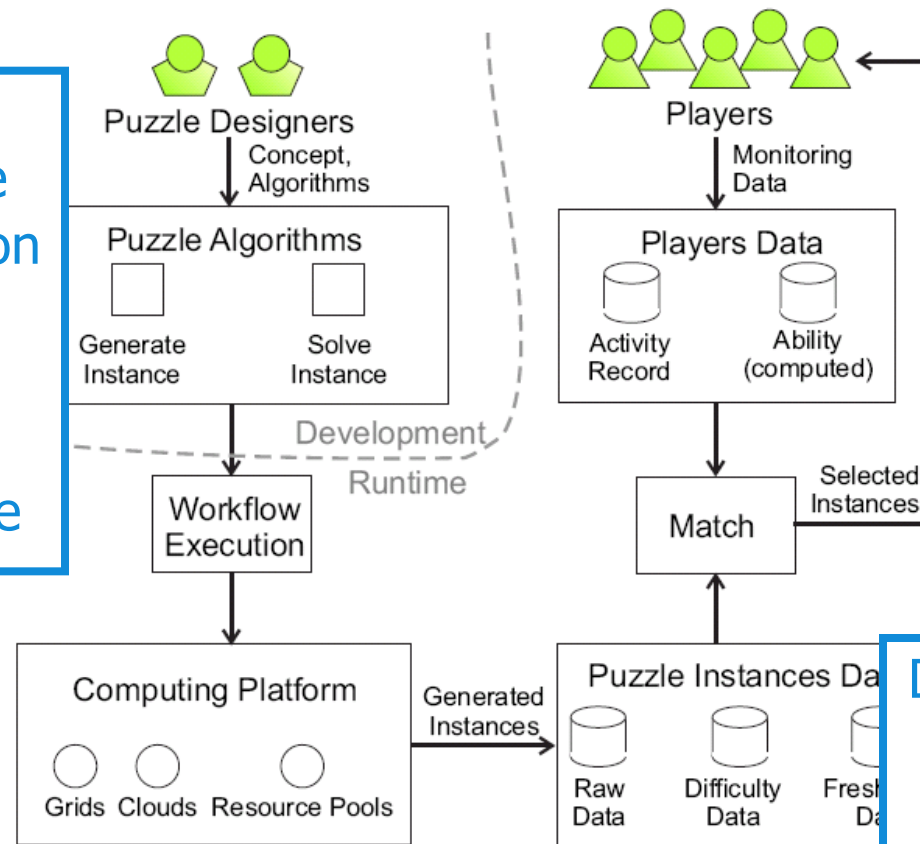 Puzzle Designers
Concept,
Algorithms
Puzzle Algorithms
Generate
Instance
Solve
Instance
Development
Runtime
Workflow
Execution
Computing Platform
Grids Clouds Resource Pools
Generated
Instances
Players
Monitoring
Data
Players Data
Activity
Record
Ability
(computed)
Match
Selected
Instances
Puzzle Instances
Raw
Data
Difficulty
Data